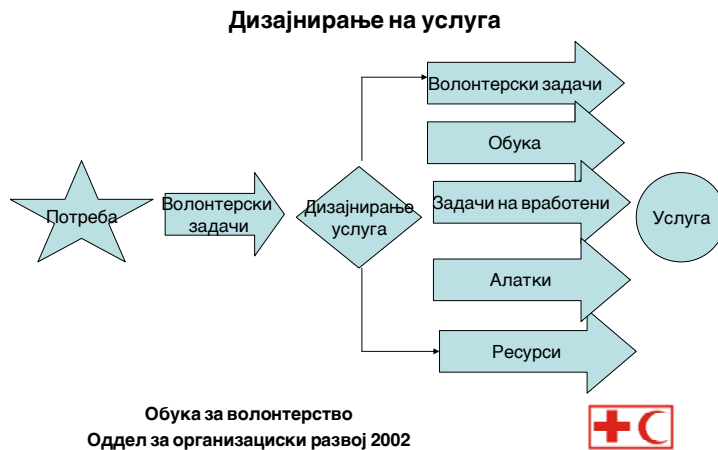 Дизајнирање на услуга
Волонтерски задачи
Обука
Потреба
Волонтерски
задачи
Дизајнирање
услуга
Задачи на вработени
Услуга
Алатки
Ресурси
Обука за волонтерство
Оддел за организациски развој 2002